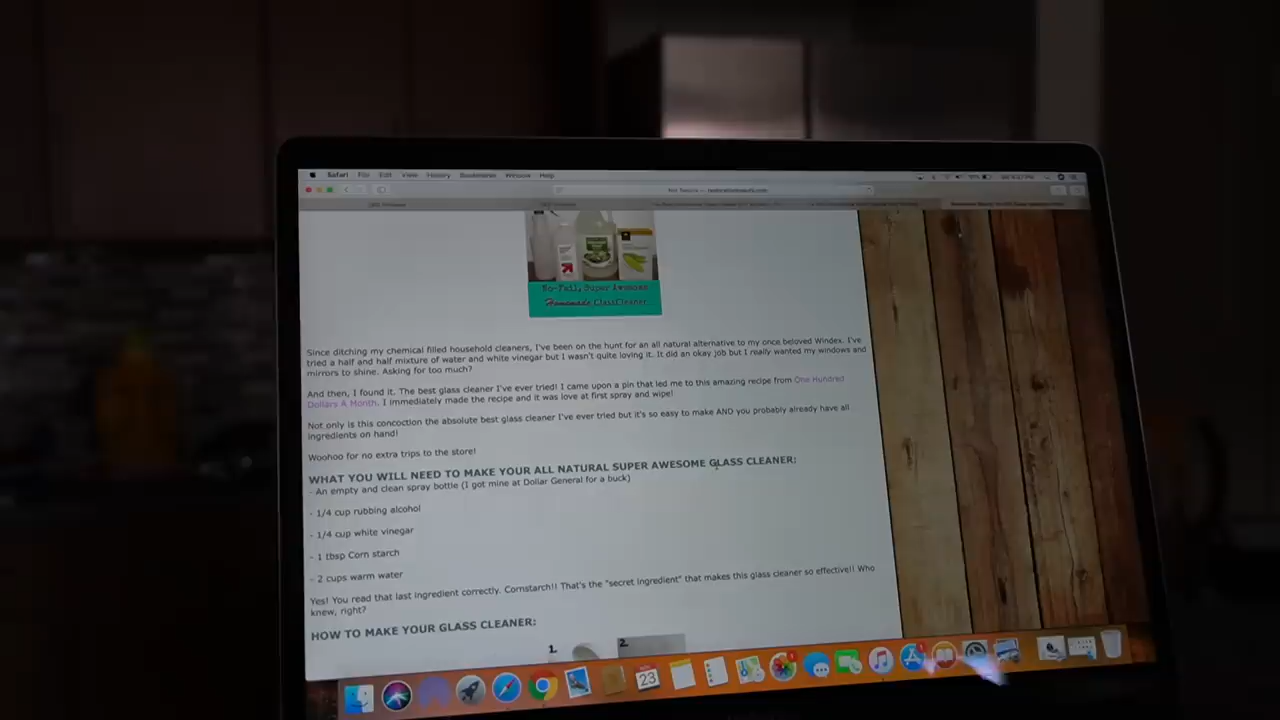 Safari File Edit View History Bookmarks Window Help
No-Fail, Super Awesome
Homemade Glass Cleaner
Since ditching my chemical filled household cleaners, I've been on the hunt for an all natural alternative to my once beloved Windex. I've
tried a half and half mixture of water and white vinegar but I wasn't quite loving it. It did an okay job but I really wanted my windows and
mirrors to shine. Asking for too much?
And then, I found it. The best glass cleaner I've ever tried! I came upon a pin that led me to this amazing recipe from One Hundred
Dollars A Month. I immediately made the recipe and it was love at first spray and wipe!
Not only is this concoction the absolute best glass cleaner I've ever tried but it's so easy to make AND you probably already have all
ingredients on hand!
Woohoo for no extra trips to the store!
WHAT YOU WILL NEED TO MAKE YOUR ALL NATURAL SUPER AWESOME GLASS CLEANER:
- An empty and clean spray bottle (I got mine at Dollar General for a buck)
- 1/4 cup rubbing alcohol
- 1/4 cup white vinegar
- 1 tbsp Corn starch
- 2 cups warm water
Yes! You read that last ingredient correctly. Cornstarch!! That's the "secret ingredient" that makes this glass cleaner so effective!! Who
knew, right?
HOW TO MAKE YOUR GLASS CLEANER:
1. 2.
23